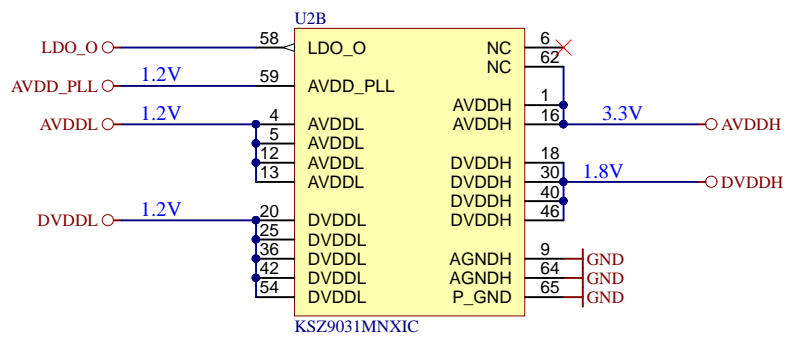 U2B
LDO_O 58 LDO_O NC 6
NC 62
AVDD_PLL 1.2V 59 AVDD_PLL
AVDDH 1
AVDDL 1.2V 4 AVDDL AVDDH 16 3.3V AVDDH
5 AVDDL
12 AVDDL DVDDH 18
13 AVDDL DVDDH 30 1.8V DVDDH
DVDDH 40
DVDDL 1.2V 20 DVDDL DVDDH 46
25 DVDDL
36 DVDDL AGNDH 9 GND
42 DVDDL AGNDH 64 GND
54 DVDDL P_GND 65 GND
KSZ9031MNXIC